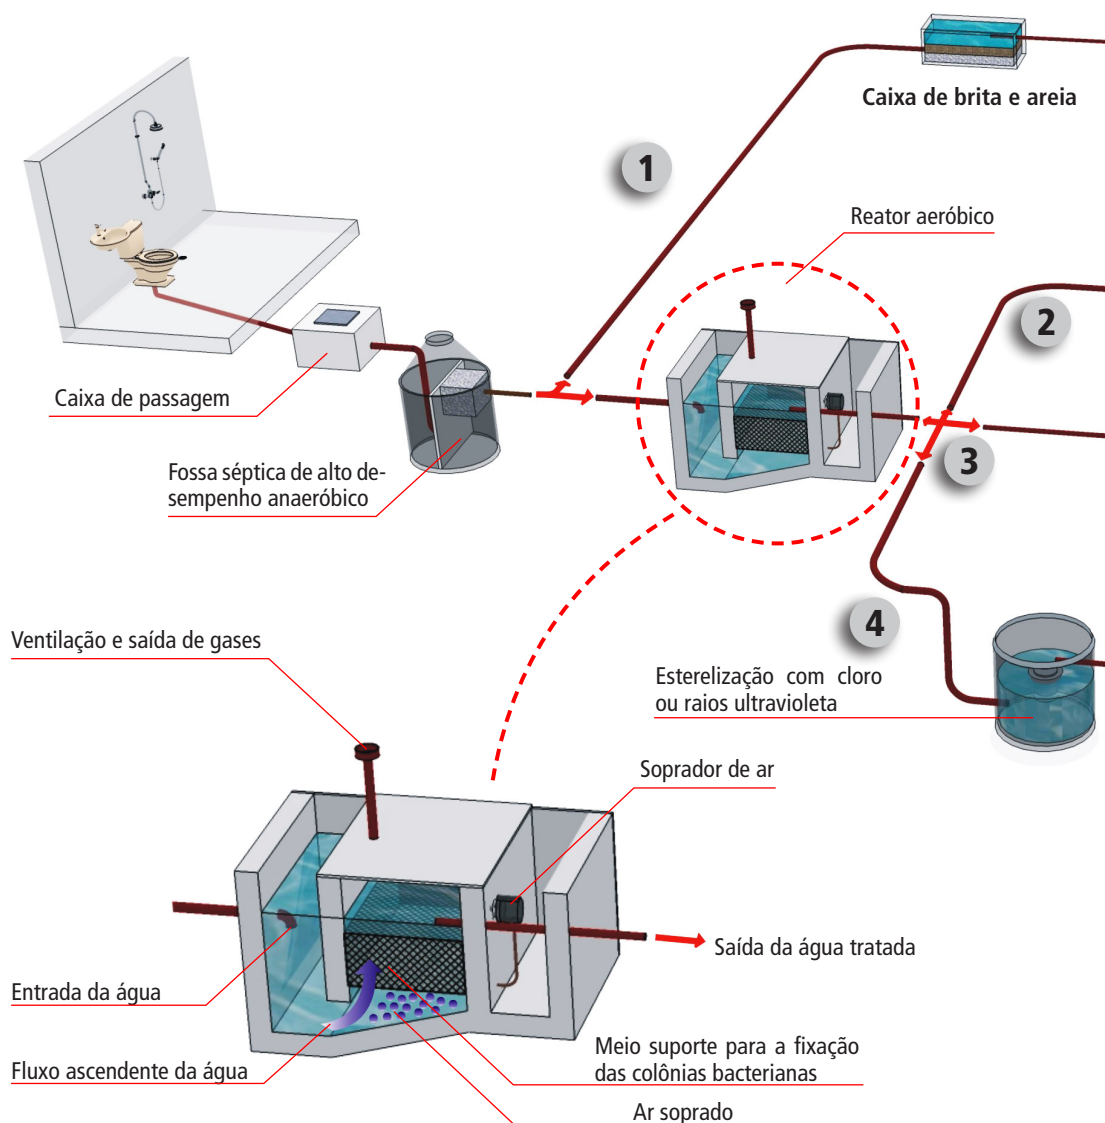 Caixa de brita e areia
1
Reator aeróbico
2
Caixa de passagem
3
Fossa séptica de alto de-
sempenho anaeróbico
4
Ventilação e saída de gases
Esterelização com cloro
ou raios ultravioleta
Soprador de ar
Saída da água tratada
Entrada da água
Meio suporte para a fixação
das colônias bacterianas
Fluxo ascendente da água
Ar soprado